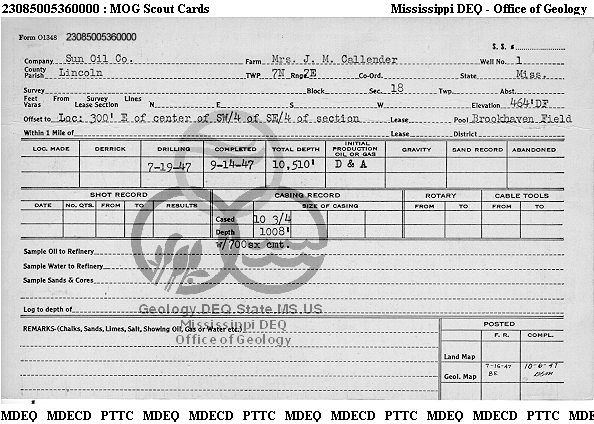 23085005360000 : MOG Scout Cards Mississippi DEQ - Office of Geology
Form O1348 23085005360000
S. S. #
Company Sun Oil Co. Farm Mrs. J. M. Callender Well No. 1
County Parish Lincoln TWP 7N Rnge. 7E Co-Ord. State Miss.
Survey Block Sec. 18 Twp. Abst.
Feet Varas From Survey Lease Section Lines N E S W Elevation 464'DF
Offset to Loc: 300' E of center of SW/4 of SE/4 of section Lease Pool Brookhaven Field
Within 1 Mile of Lease District
LOC. MADE DERRICK DRILLING COMPLETED TOTAL DEPTH INITIAL PRODUCTION OIL OR GAS GRAVITY SAND RECORD ABANDONED
7-19-47 9-14-47 10,510' D & A
SHOT RECORD CASING RECORD ROTARY CABLE TOOLS
DATE No. QTS. FROM TO RESULTS SIZE OF CASING FROM TO FROM TO
Cased 10 3/4
Depth 1008'
w/700sx cmt.
Sample Oil to Refinery
Sample Water to Refinery
Sample Sands & Cores
Log to depth of
Geology.DEQ.State.MS.US
Mississippi DEQ
Office of Geology
REMARKS-(Chalks, Sands, Limes, Salt, Showing Oil, Gas or Water etc.)
POSTED
F. R. COMPL.
Land Map
Geol. Map 7-16-47 BE 10-6-47
MDEQ MDECD PTTC MDEQ MDECD PTTC MDEQ MDECD PTTC MDEQ MDECD PTTC MDE